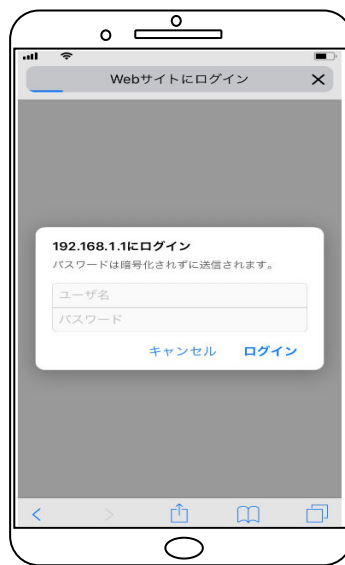 Webサイトにログイン
192.168.1.1にログイン
パスワードは暗号化されずに送信されます。
ユーザ名
パスワード
キャンセル ログイン